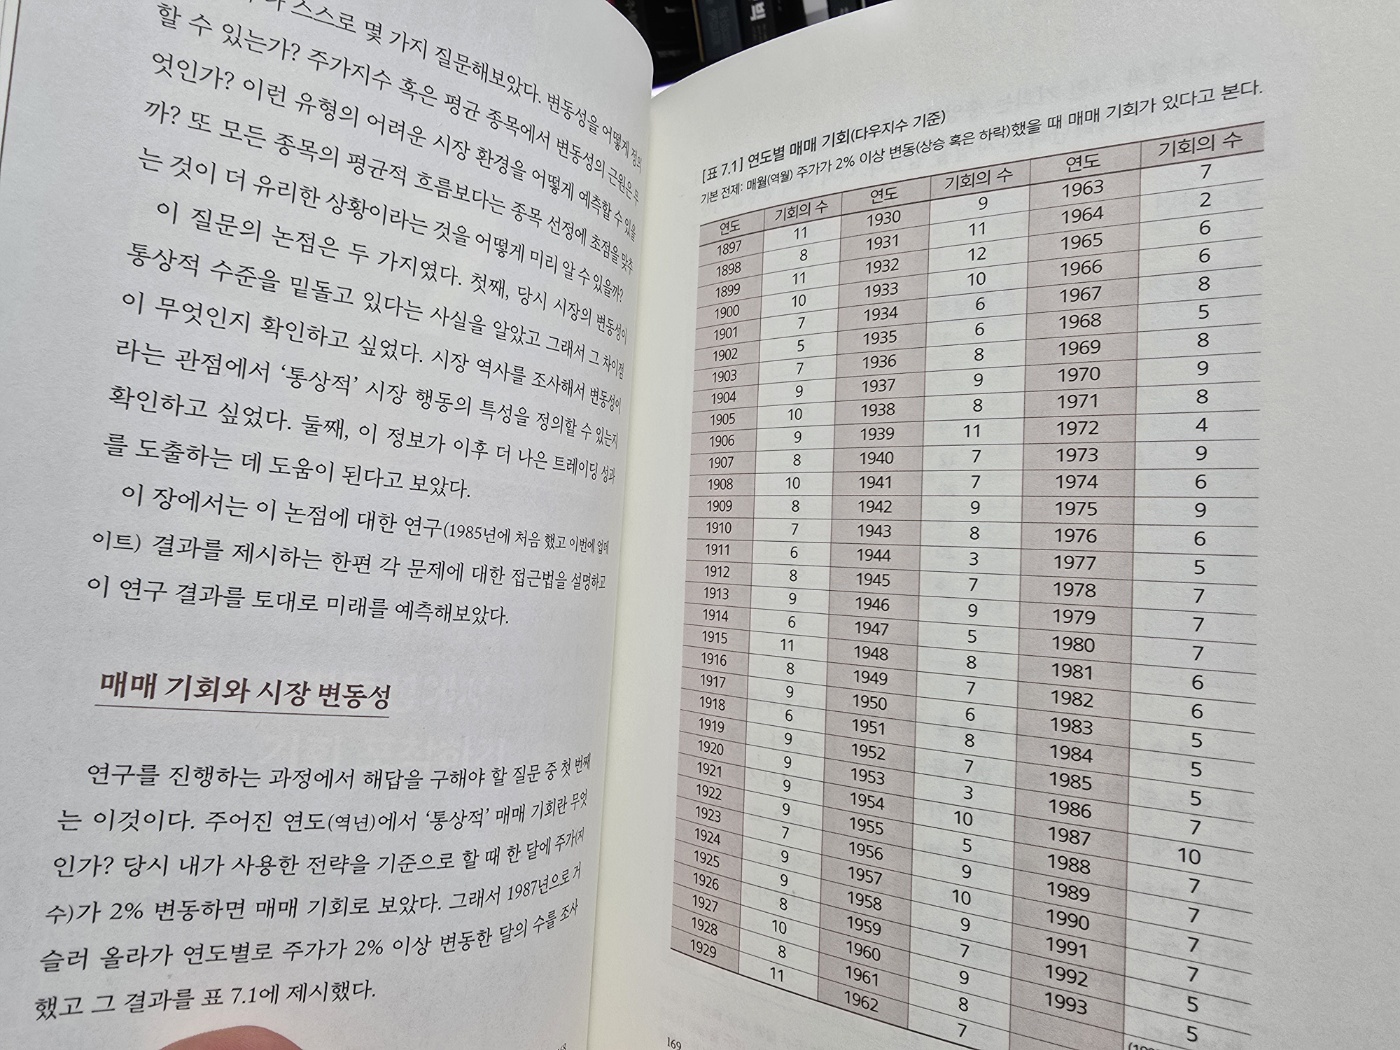 스스로 몇 가지 질문해보았다. 변동성을 어떻게 정의
할 수 있는가? 주가지수 혹은 평균 종목에서 변동성의 근원은 무
엇인가? 이런 유형의 어려운 시장 환경을 어떻게 예측할 수 있을
까? 또 모든 종목의 평균적 흐름보다는 종목 선정에 초점을 맞추
는 것이 더 유리한 상황이라는 것을 어떻게 미리 알 수 있을까?
이 질문의 논점은 두 가지였다. 첫째, 당시 시장의 변동성이
통상적 수준을 밑돌고 있다는 사실을 알았고 그래서 그 차이점
이 무엇인지 확인하고 싶었다. 시장 역사를 조사해서 변동성이
라는 관점에서 ‘통상적’ 시장 행동의 특성을 정의할 수 있는지
확인하고 싶었다. 둘째, 이 정보가 이후 더 나은 트레이딩 성과
를 도출하는 데 도움이 된다고 보았다.
이 장에서는 이 논점에 대한 연구(1985년에 처음 했고 이번에 업데
이트) 결과를 제시하는 한편 각 문제에 대한 접근법을 설명하고
이 연구 결과를 토대로 미래를 예측해보았다.
매매 기회와 시장 변동성
연구를 진행하는 과정에서 해답을 구해야 할 질문 중 첫 번째
는 이것이다. 주어진 연도(역년)에서 ‘통상적’ 매매 기회란 무엇
인가? 당시 내가 사용한 전략을 기준으로 할 때 한 달에 주가(지
수)가 2% 변동하면 매매 기회로 보았다. 그래서 1987년으로 거
슬러 올라가 연도별로 주가가 2% 이상 변동한 달의 수를 조사
했고 그 결과를 표 7.1에 제시했다.
[표 7.1] 연도별 매매 기회(다우지수 기준)
기본 전제: 매월(역월) 주가가 2% 이상 변동(상승 혹은 하락)했을 때 매매 기회가 있다고 본다.
연도 기회의 수 연도 기회의 수 연도 기회의 수
1897 11 1930 9 1963 7
1898 8 1931 11 1964 2
1899 11 1932 12 1965 6
1900 10 1933 10 1966 6
1901 7 1934 6 1967 8
1902 5 1935 6 1968 5
1903 7 1936 8 1969 8
1904 9 1937 9 1970 9
1905 10 1938 8 1971 8
1906 9 1939 11 1972 4
1907 8 1940 7 1973 9
1908 10 1941 7 1974 6
1909 8 1942 9 1975 9
1910 7 1943 8 1976 6
1911 6 1944 3 1977 5
1912 8 1945 7 1978 7
1913 9 1946 9 1979 7
1914 6 1947 5 1980 7
1915 11 1948 8 1981 6
1916 8 1949 7 1982 6
1917 9 1950 6 1983 5
1918 6 1951 8 1984 5
1919 9 1952 7 1985 5
1920 9 1953 3 1986 7
1921 9 1954 10 1987 10
1922 9 1955 5 1988 7
1923 7 1956 9 1989 7
1924 9 1957 10 1990 7
1925 9 1958 9 1991 7
1926 8 1959 7 1992 5
1927 10 1960 9 1993 5
1928 8 1961 8
1929 11 1962 7
169